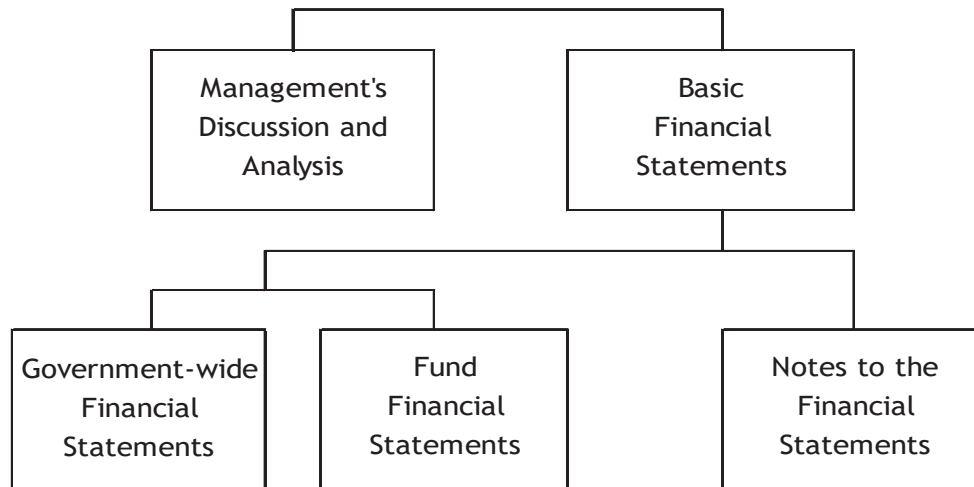 Management's
Discussion and
Analysis
Basic
Financial
Statements
Government-wide
Financial
Statements
Fund
Financial
Statements
Notes to the
Financial
Statements